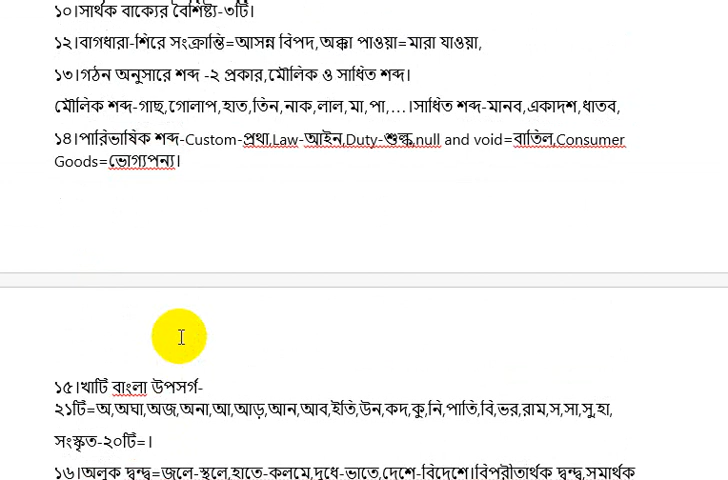 ১০।সার্থক বাক্যের বৈশিষ্ট্য-৩টি।
১২।বাগধারা-শিরে সংক্রান্তি=আসন্ন বিপদ,অক্কা পাওয়া=মারা যাওয়া,
১৩।গঠন অনুসারে শব্দ -২ প্রকার,মৌলিক ও সাধিত শব্দ।
মৌলিক শব্দ-গাছ,গোলাপ,হাত,তিন,নাক,লাল,মা,পা,...।সাধিত শব্দ-মানব,একাদশ,ধাতব,
১৪।পারিভাষিক শব্দ-Custom-প্রথা,Law-আইন,Duty-শুল্ক,null and void=বাতিল,Consumer
Goods=ভোগ্যপন্য।
১৫।খাটি বাংলা উপসর্গ-
২১টি=অ,অঘা,অজ,অনা,আ,আড়,আন,আব,ইতি,উন,কদ,কু,নি,পাতি,বি,ভর,রাম,স,সা,সু,হা,
সংস্কৃত-২০টি=।
১৬।অলুক দ্বন্দ্ব=জলে-স্থলে,হাতে-কলমে,দুধে-ভাতে,দেশে-বিদেশে।বিপরীতার্থক দ্বন্দ্ব,সমার্থক